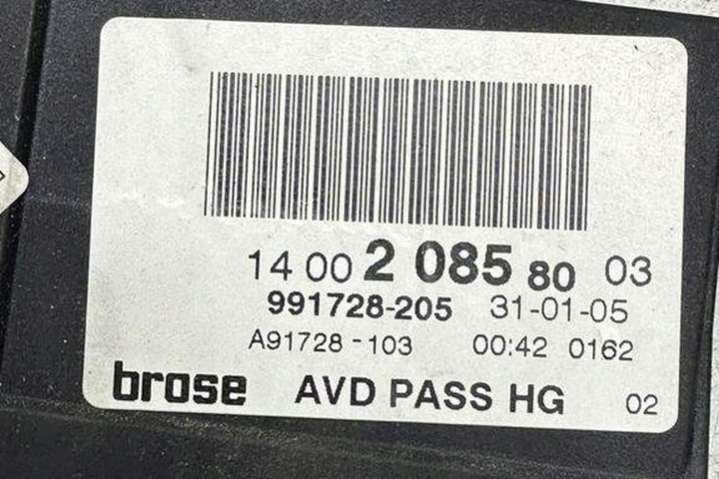 14 00 2 085 80 03
991728-205 31-01-05
A91728-103 00:42 0162
brose AVD PASS HG 02